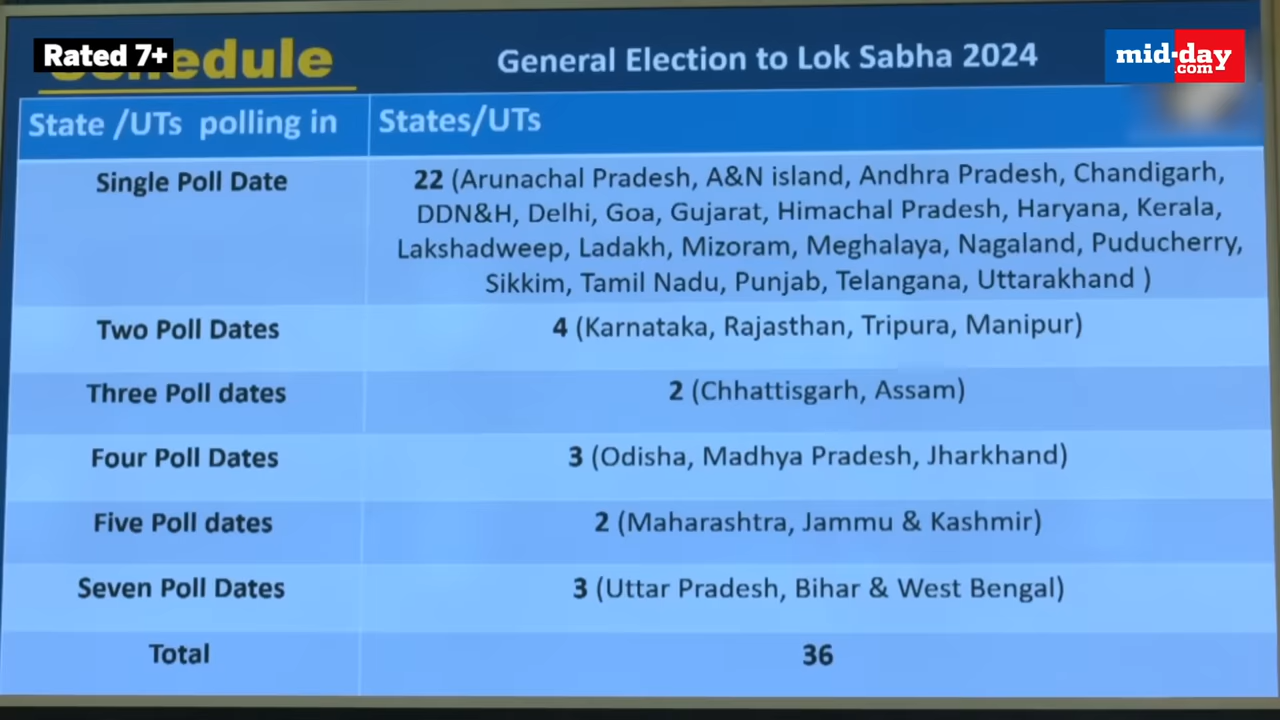 Rated 7+
edule
General Election to Lok Sabha 2024
mid-day
.com
State /UTs polling in
States/UTs
Single Poll Date
22 (Arunachal Pradesh, A&N island, Andhra Pradesh, Chandigarh,
DDN&H, Delhi, Goa, Gujarat, Himachal Pradesh, Haryana, Kerala,
Lakshadweep, Ladakh, Mizoram, Meghalaya, Nagaland, Puducherry,
Sikkim, Tamil Nadu, Punjab, Telangana, Uttarakhand )
Two Poll Dates
4 (Karnataka, Rajasthan, Tripura, Manipur)
Three Poll dates
2 (Chhattisgarh, Assam)
Four Poll Dates
3 (Odisha, Madhya Pradesh, Jharkhand)
Five Poll dates
2 (Maharashtra, Jammu & Kashmir)
Seven Poll Dates
3 (Uttar Pradesh, Bihar & West Bengal)
Total
36